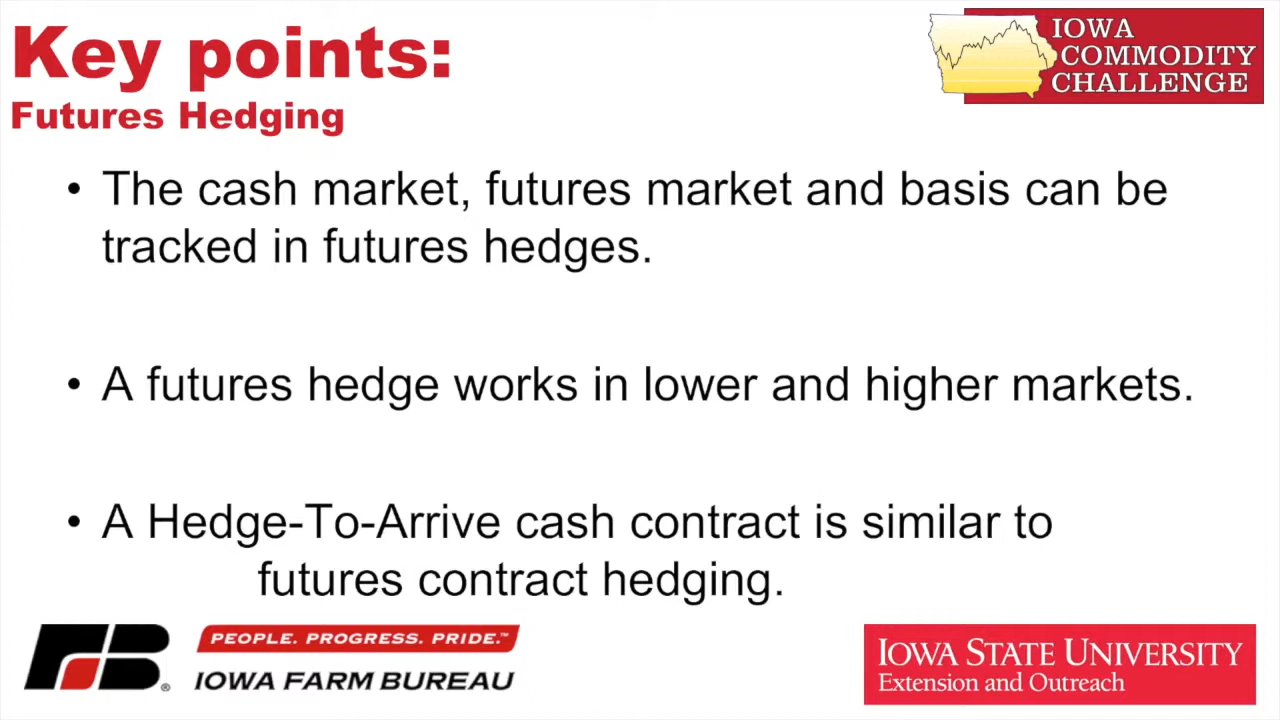 Key points:
Futures Hedging
IOWA
COMMODITY
CHALLENGE
• The cash market, futures market and basis can be
tracked in futures hedges.
• A futures hedge works in lower and higher markets.
• A Hedge-To-Arrive cash contract is similar to
futures contract hedging.
FB®
PEOPLE. PROGRESS. PRIDE.™
IOWA FARM BUREAU
IOWA STATE UNIVERSITY
Extension and Outreach